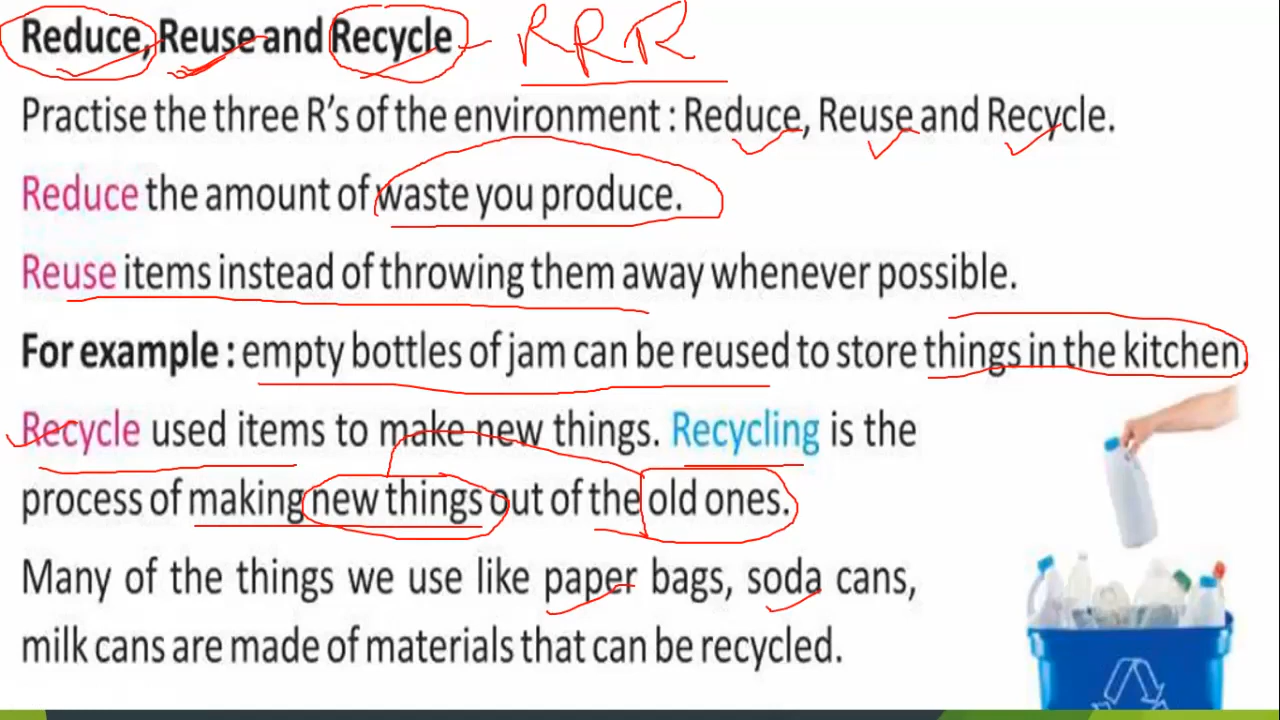 Reduce, Reuse and Recycle - RRR
Practise the three R's of the environment : Reduce, Reuse and Recycle.
Reduce the amount of waste you produce.
Reuse items instead of throwing them away whenever possible.
For example : empty bottles of jam can be reused to store things in the kitchen.
Recycle used items to make new things. Recycling is the
process of making new things out of the old ones.
Many of the things we use like paper bags, soda cans,
milk cans are made of materials that can be recycled.